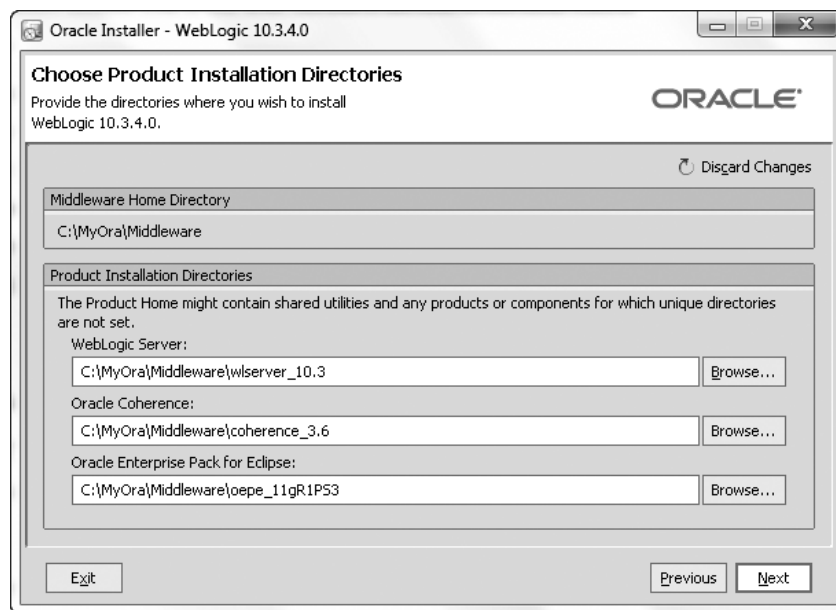 Oracle Installer - WebLogic 10.3.4.0
Choose Product Installation Directories
Provide the directories where you wish to install
WebLogic 10.3.4.0.
ORACLE
Discard Changes
Middleware Home Directory
C:\MyOra\Middleware
Product Installation Directories
The Product Home might contain shared utilities and any products or components for which unique directories
are not set.
WebLogic Server:
C:\MyOra\Middleware\wlserver_10.3
Browse...
Oracle Coherence:
C:\MyOra\Middleware\coherence_3.6
Browse...
Oracle Enterprise Pack for Eclipse:
C:\MyOra\Middleware\oepe_11gR1PS3
Browse...
Exit
Previous
Next